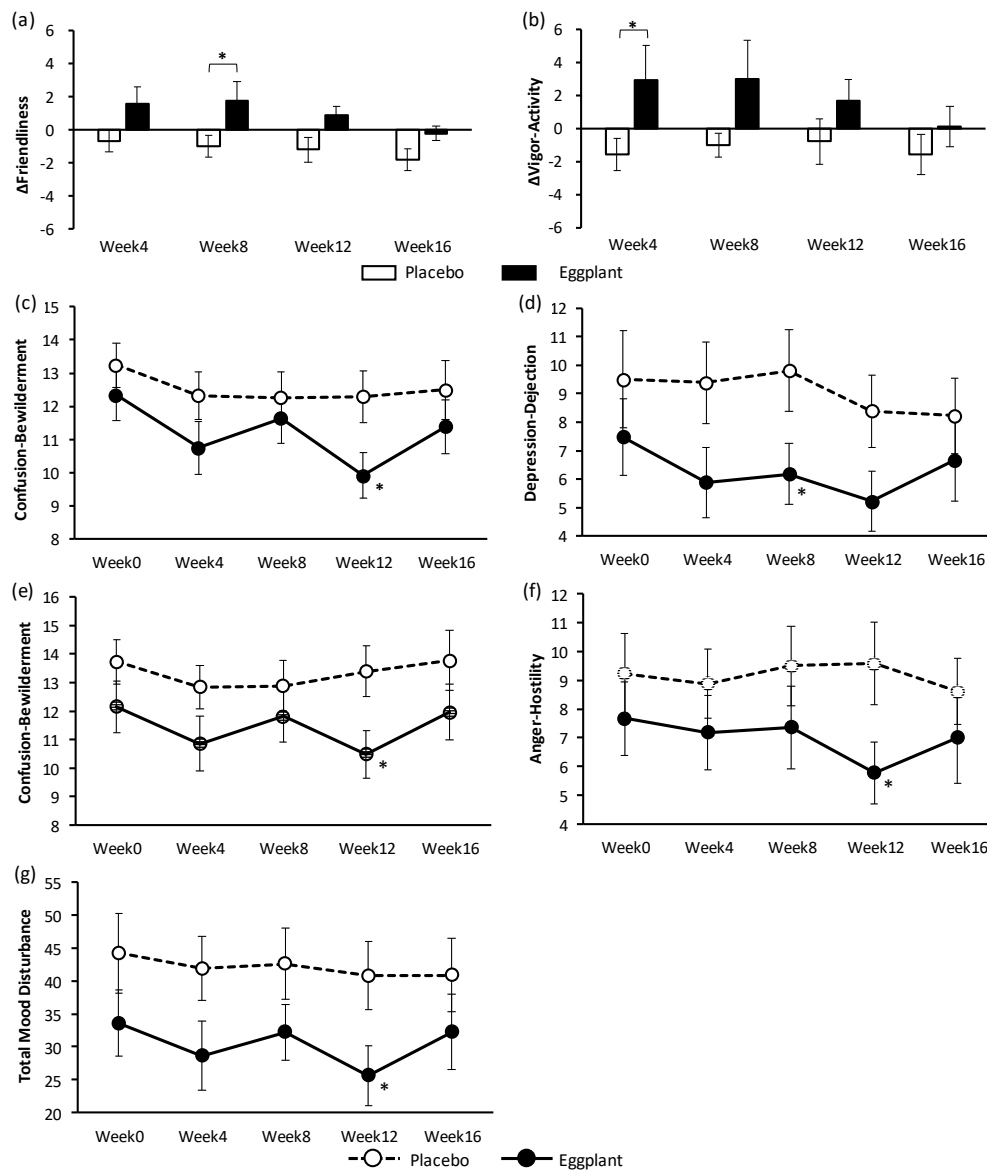 (a)
6
4
2
0
-2
-4
-6
ΔFriendliness
*
Week4 Week8 Week12 Week16
(b)
6
4
2
0
-2
-4
-6
ΔVigor-Activity
*
Week4 Week8 Week12 Week16
Placebo Eggplant
(c)
15
14
13
12
11
10
9
8
Confusion-Bewilderment
*
Week0 Week4 Week8 Week12 Week16
(d)
12
11
10
9
8
7
6
5
4
Depression-Dejection
*
Week0 Week4 Week8 Week12 Week16
(e)
16
15
14
13
12
11
10
9
8
Confusion-Bewilderment
*
Week0 Week4 Week8 Week12 Week16
(f)
12
11
10
9
8
7
6
5
4
Anger-Hostility
*
Week0 Week4 Week8 Week12 Week16
(g)
55
50
45
40
35
30
25
20
Total Mood Disturbance
*
Week0 Week4 Week8 Week12 Week16
Placebo Eggplant